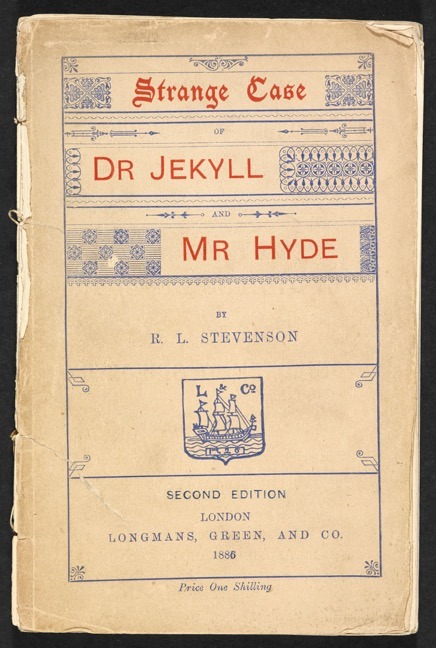 Strange Case
OF
DR JEKYLL
AND
MR HYDE
BY
R. L. STEVENSON
L Co
SECOND EDITION
LONDON
LONGMANS, GREEN, AND CO.
1886
Price One Shilling